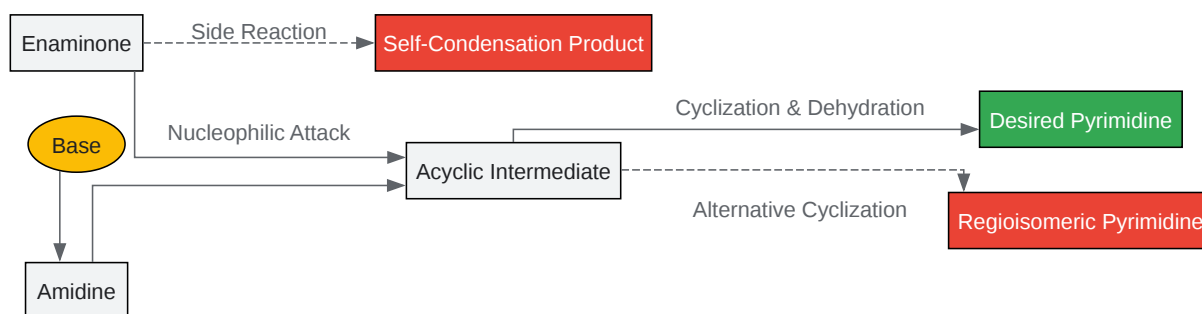 Enaminone
Side Reaction
Self-Condensation Product
Base
Nucleophilic Attack
Cyclization & Dehydration
Desired Pyrimidine
Acyclic Intermediate
Alternative Cyclization
Regioisomeric Pyrimidine
Amidine